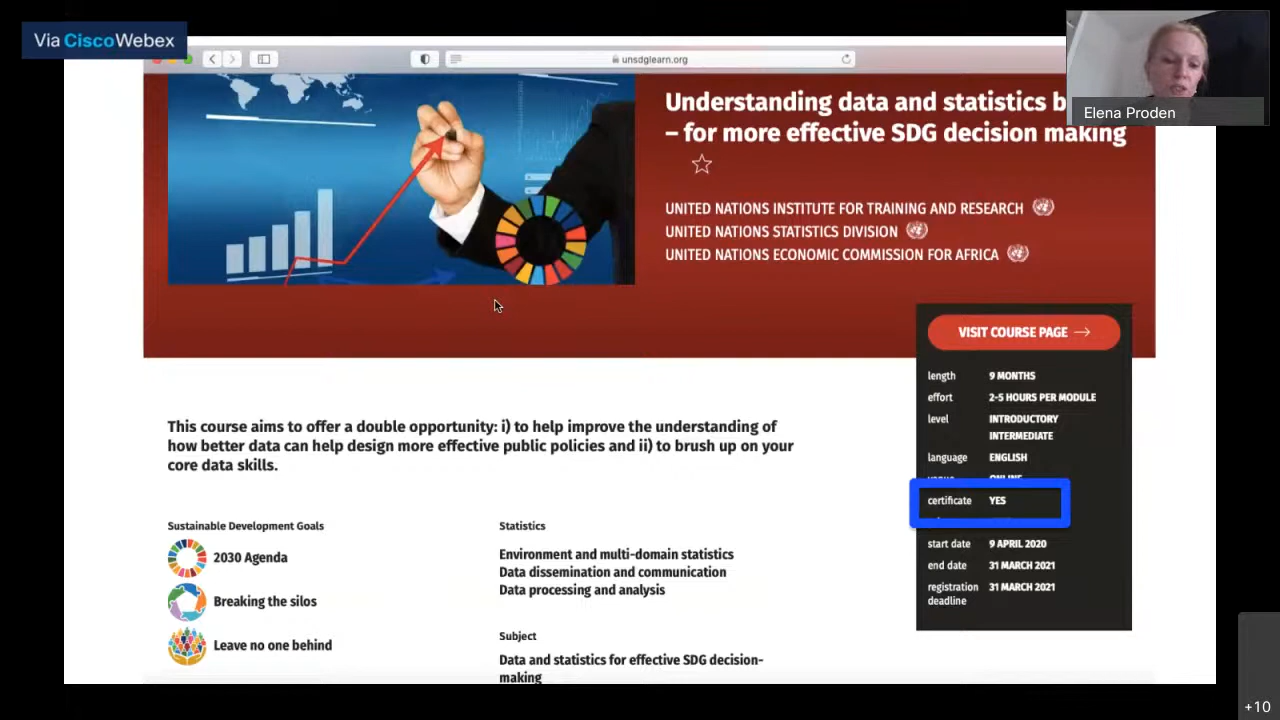 Via Cisco Webex
unsdglearn.org
Elena Proden
Understanding data and statistics
– for more effective SDG decision making
UNITED NATIONS INSTITUTE FOR TRAINING AND RESEARCH
UNITED NATIONS STATISTICS DIVISION
UNITED NATIONS ECONOMIC COMMISSION FOR AFRICA
VISIT COURSE PAGE →
length 9 MONTHS
effort 2-5 HOURS PER MODULE
level INTRODUCTORY
INTERMEDIATE
language ENGLISH
certificate YES
start date 9 APRIL 2020
end date 31 MARCH 2021
registration 31 MARCH 2021
deadline
This course aims to offer a double opportunity: i) to help improve the understanding of
how better data can help design more effective public policies and ii) to brush up on your
core data skills.
Sustainable Development Goals
2030 Agenda
Breaking the silos
Leave no one behind
Statistics
Environment and multi-domain statistics
Data dissemination and communication
Data processing and analysis
Subject
Data and statistics for effective SDG decision-
making
+10